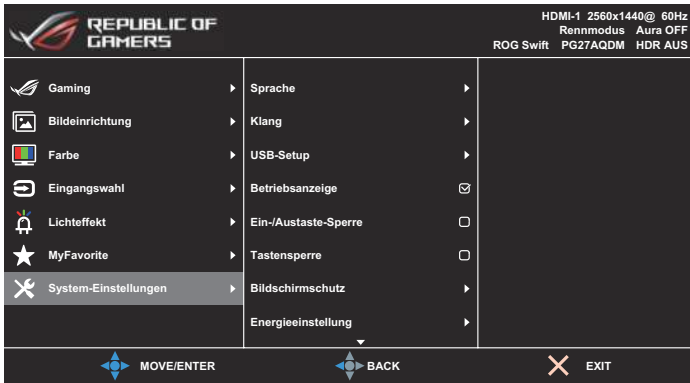 REPUBLIC OF
GAMERS
HDMI-1 2560x1440@ 60Hz
Rennmodus Aura OFF
ROG Swift PG27AQDM HDR AUS
Gaming
Bildeinrichtung
Farbe
Eingangswahl
Lichteffekt
MyFavorite
System-Einstellungen
Sprache
Klang
USB-Setup
Betriebsanzeige
Ein-/Austaste-Sperre
Tastensperre
Bildschirmschutz
Energieeinstellung
MOVE/ENTER
BACK
EXIT